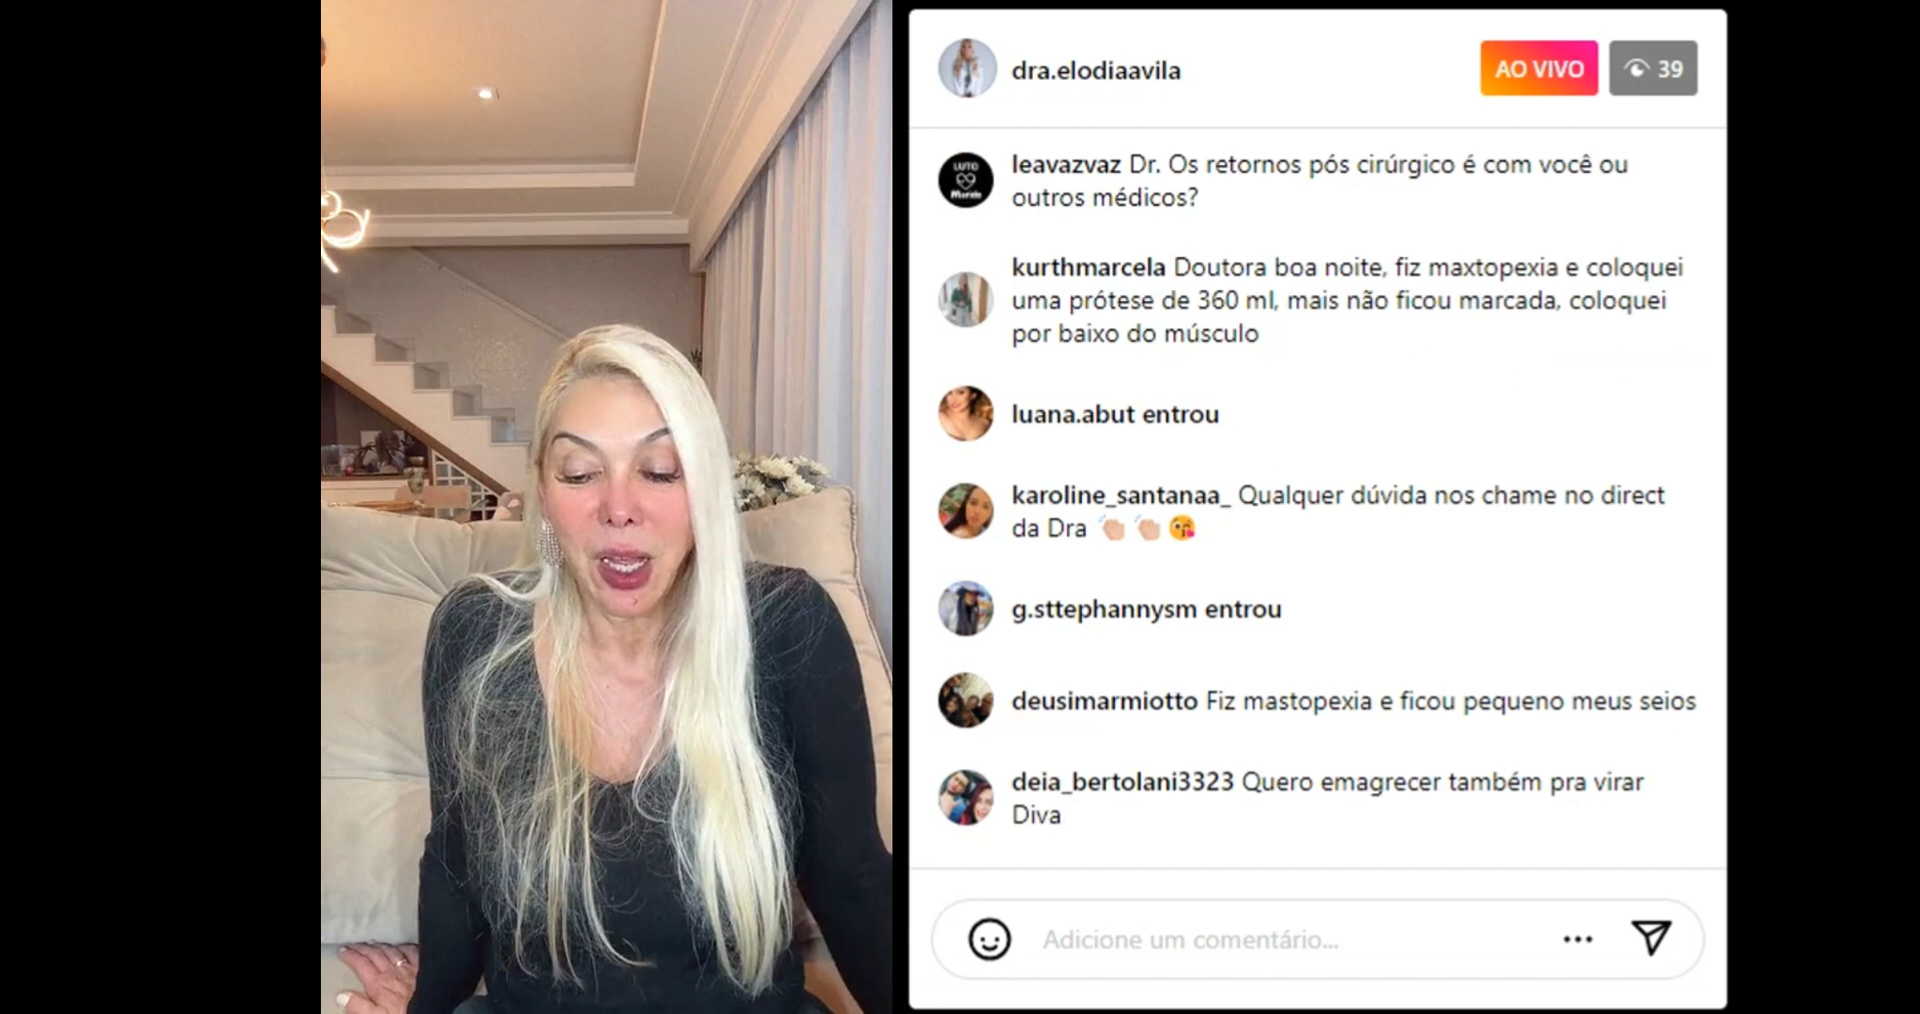 dra.elodiaavila
AO VIVO
39
LUTO
leavazvaz Dr. Os retornos pós cirúrgico é com você ou
outros médicos?
kurthmarcela Doutora boa noite, fiz maxtopexia e coloquei
uma prótese de 360 ml, mais não ficou marcada, coloquei
por baixo do músculo
luana.abut entrou
karoline_santanaa_ Qualquer dúvida nos chame no direct
da Dra 👏🏻 👏🏻 😘
g.sttephannysm entrou
deusimarmiotto Fiz mastopexia e ficou pequeno meus seios
deia_bertolani3323 Quero emagrecer também pra virar
Diva
Adicione um comentário...